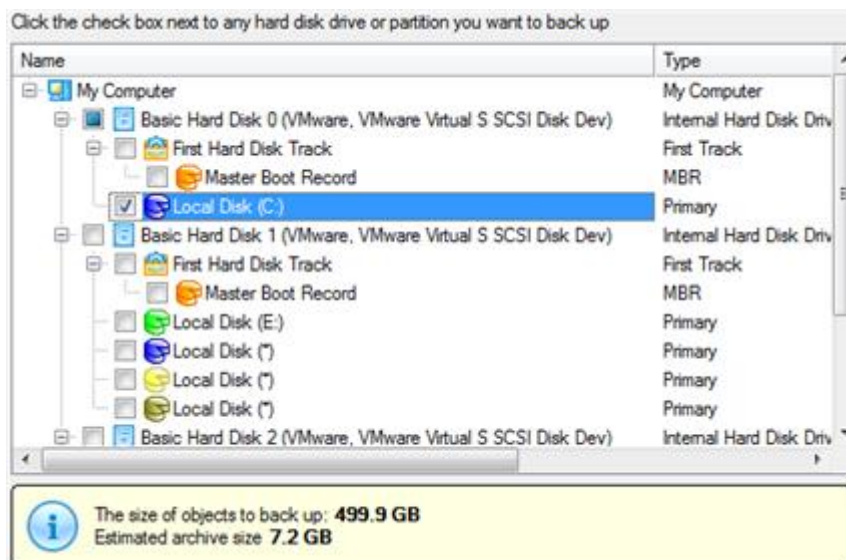 Click the check box next to any hard disk drive or partition you want to back up
Name Type
My Computer My Computer
Basic Hard Disk 0 (VMware, VMware Virtual S SCSI Disk Dev) Internal Hard Disk Driv
First Hard Disk Track First Track
Master Boot Record MBR
Local Disk (C:) Primary
Basic Hard Disk 1 (VMware, VMware Virtual S SCSI Disk Dev) Internal Hard Disk Driv
First Hard Disk Track First Track
Master Boot Record MBR
Local Disk (E:) Primary
Local Disk (*) Primary
Local Disk (*) Primary
Local Disk (*) Primary
Basic Hard Disk 2 (VMware, VMware Virtual S SCSI Disk Dev) Internal Hard Disk Driv
The size of objects to back up: 499.9 GB
Estimated archive size 7.2 GB